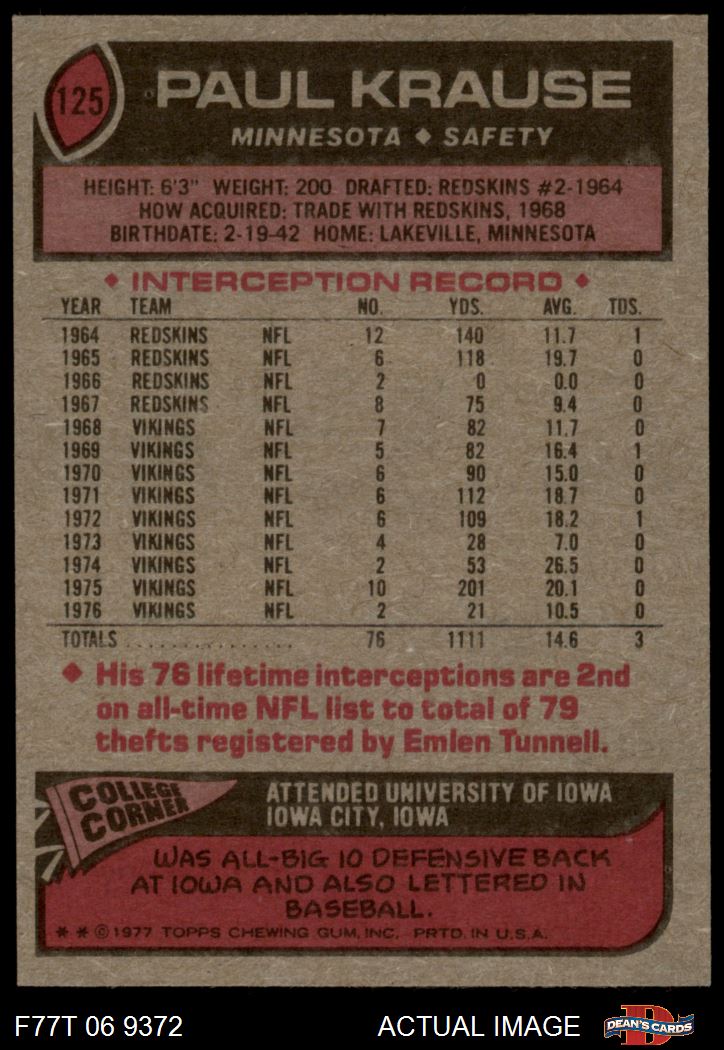 125
PAUL KRAUSE
MINNESOTA ◆ SAFETY
HEIGHT: 6'3" WEIGHT: 200 DRAFTED: REDSKINS #2-1964
HOW ACQUIRED: TRADE WITH REDSKINS, 1968
BIRTHDATE: 2-19-42 HOME: LAKEVILLE, MINNESOTA
◆ INTERCEPTION RECORD ◆
YEAR TEAM NO. YDS. AVG. TDS.
1964 REDSKINS NFL 12 140 11.7 1
1965 REDSKINS NFL 6 118 19.7 0
1966 REDSKINS NFL 2 0 0.0 0
1967 REDSKINS NFL 8 75 9.4 0
1968 VIKINGS NFL 7 82 11.7 0
1969 VIKINGS NFL 5 82 16.4 1
1970 VIKINGS NFL 6 90 15.0 0
1971 VIKINGS NFL 6 112 18.7 0
1972 VIKINGS NFL 6 109 18.2 1
1973 VIKINGS NFL 4 28 7.0 0
1974 VIKINGS NFL 2 53 26.5 0
1975 VIKINGS NFL 10 201 20.1 0
1976 VIKINGS NFL 2 21 10.5 0
TOTALS ................ 76 1111 14.6 3
◆ His 76 lifetime interceptions are 2nd
on all-time NFL list to total of 79
thefts registered by Emlen Tunnell.
COLLEGE
CORNER
ATTENDED UNIVERSITY OF IOWA
IOWA CITY, IOWA
WAS ALL-BIG 10 DEFENSIVE BACK
AT IOWA AND ALSO LETTERED IN
BASEBALL.
* * © 1977 TOPPS CHEWING GUM, INC. PRTD. IN U.S.A.
F77T 06 9372 ACTUAL IMAGE
D
DEAN'S CARDS